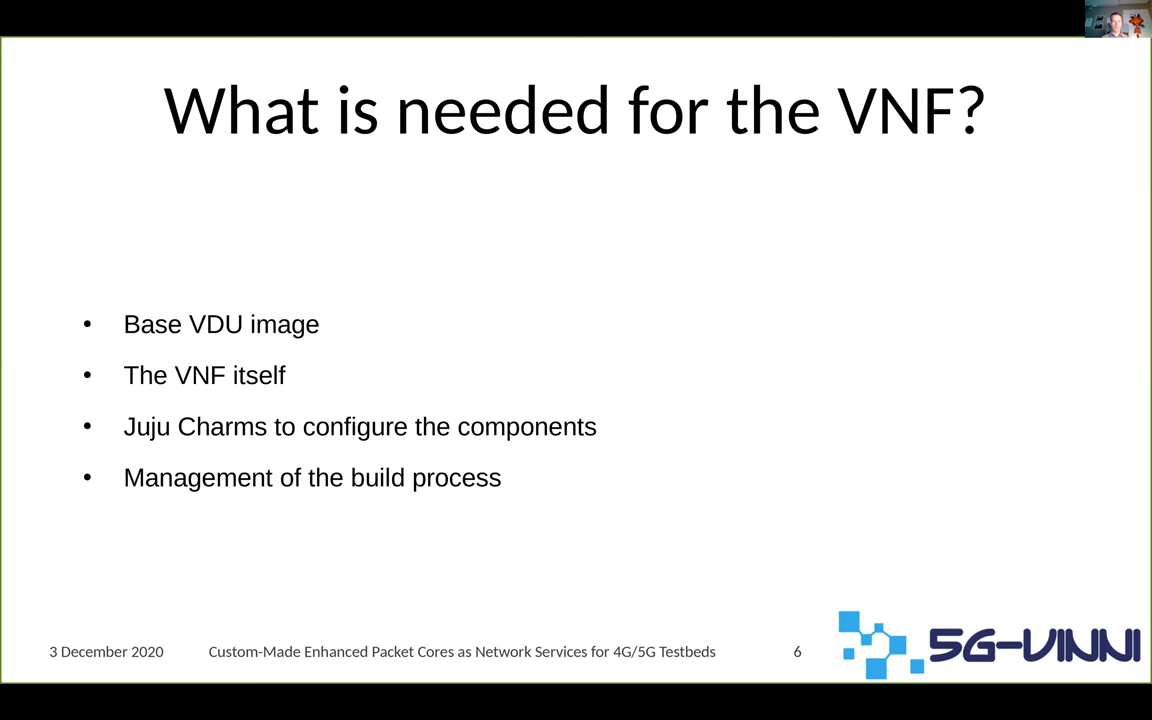 What is needed for the VNF?
• Base VDU image
• The VNF itself
• Juju Charms to configure the components
• Management of the build process
3 December 2020 Custom-Made Enhanced Packet Cores as Network Services for 4G/5G Testbeds 6
5G-VINNI